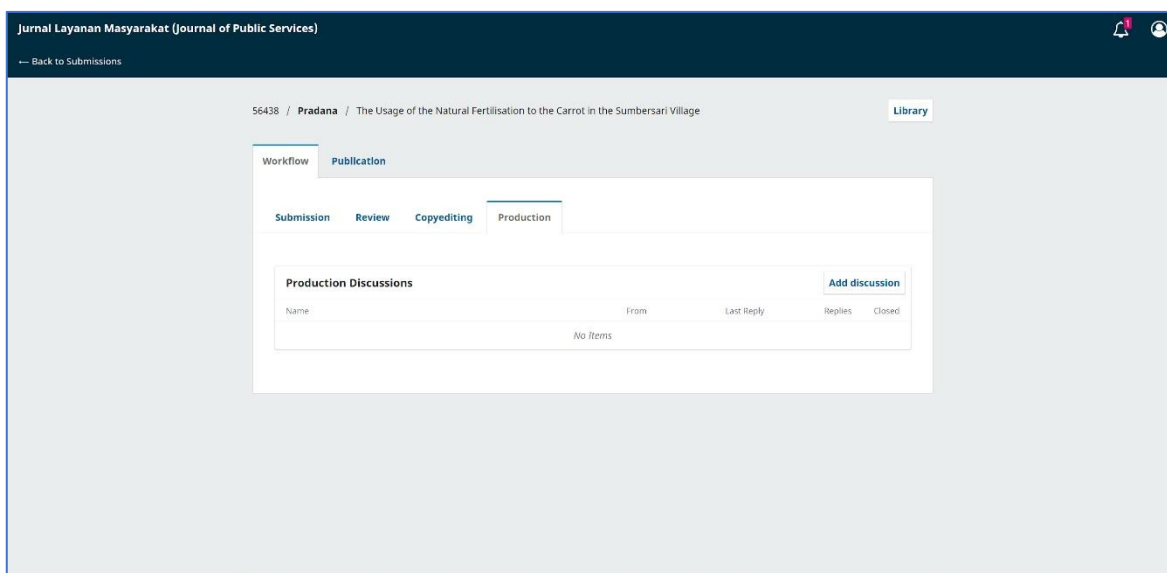 Jurnal Layanan Masyarakat (Journal of Public Services)
1
← Back to Submissions
56438 / Pradana / The Usage of the Natural Fertilisation to the Carrot in the Sumbersari Village
Library
Workflow Publication
Submission Review Copyediting Production
Production Discussions
Add discussion
Name From Last Reply Replies Closed
No Items